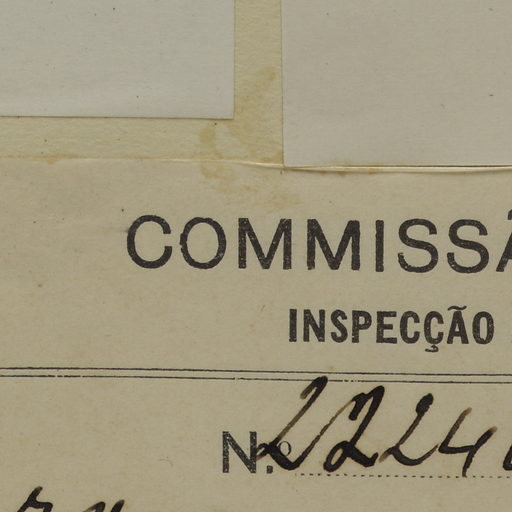 COMMISSÃ
INSPECÇÃO
N.º 2224